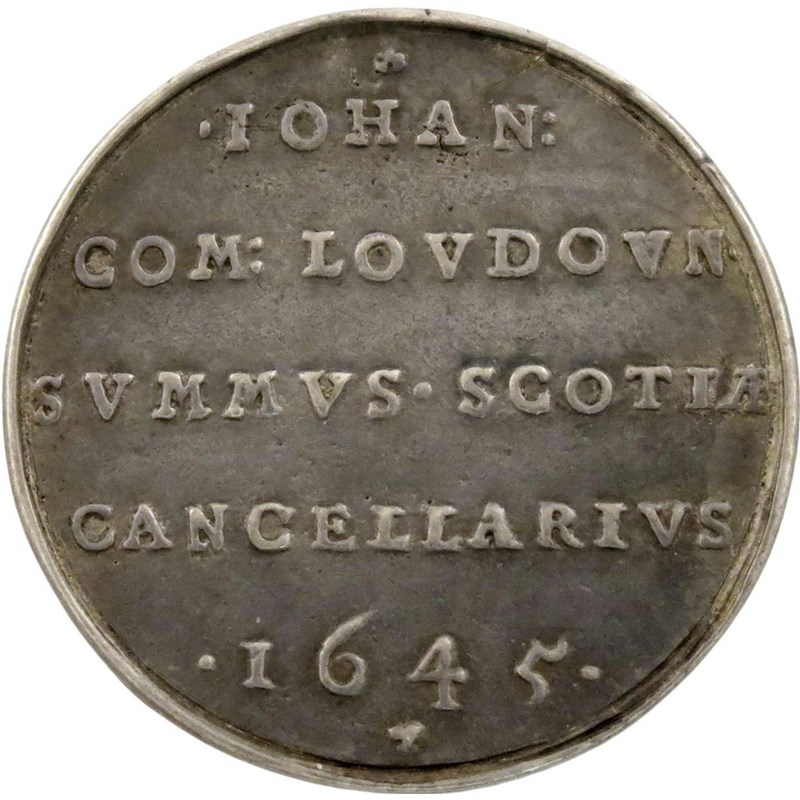 ·IOHAN:
COM: LOVDOVN·
SVMMVS·SCOTIÆ
CANCELLARIVS
·1645·